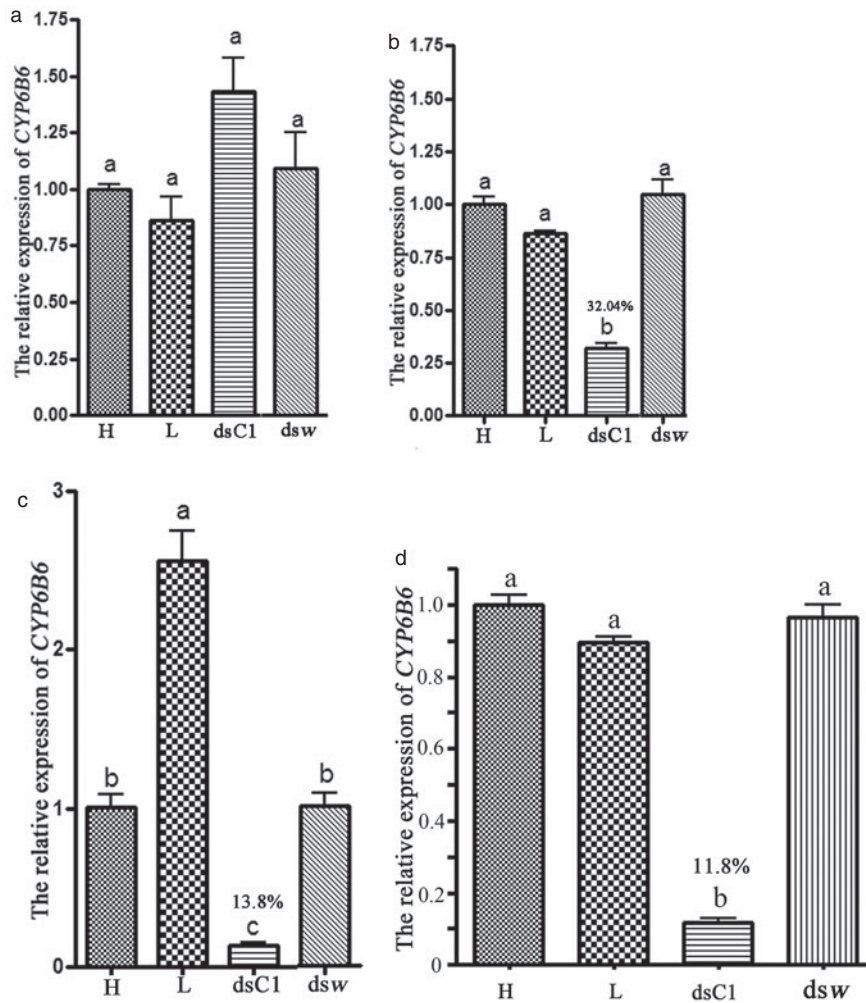 a
The relative expression of CYP6B6
1.75
1.50
1.25
1.00
0.75
0.50
0.25
0.00
a
a
a
a
H L dsC1 dsw
b
The relative expression of CYP6B6
1.75
1.50
1.25
1.00
0.75
0.50
0.25
0.00
a
a
32.04%
b
a
H L dsC1 dsw
c
The relative expression of CYP6B6
3
2
1
0
b
a
13.8%
c
b
H L dsC1 dsw
d
The relative expression of CYP6B6
1.0
0.8
0.6
0.4
0.2
0
a
a
11.8%
b
a
H L dsC1 dsw